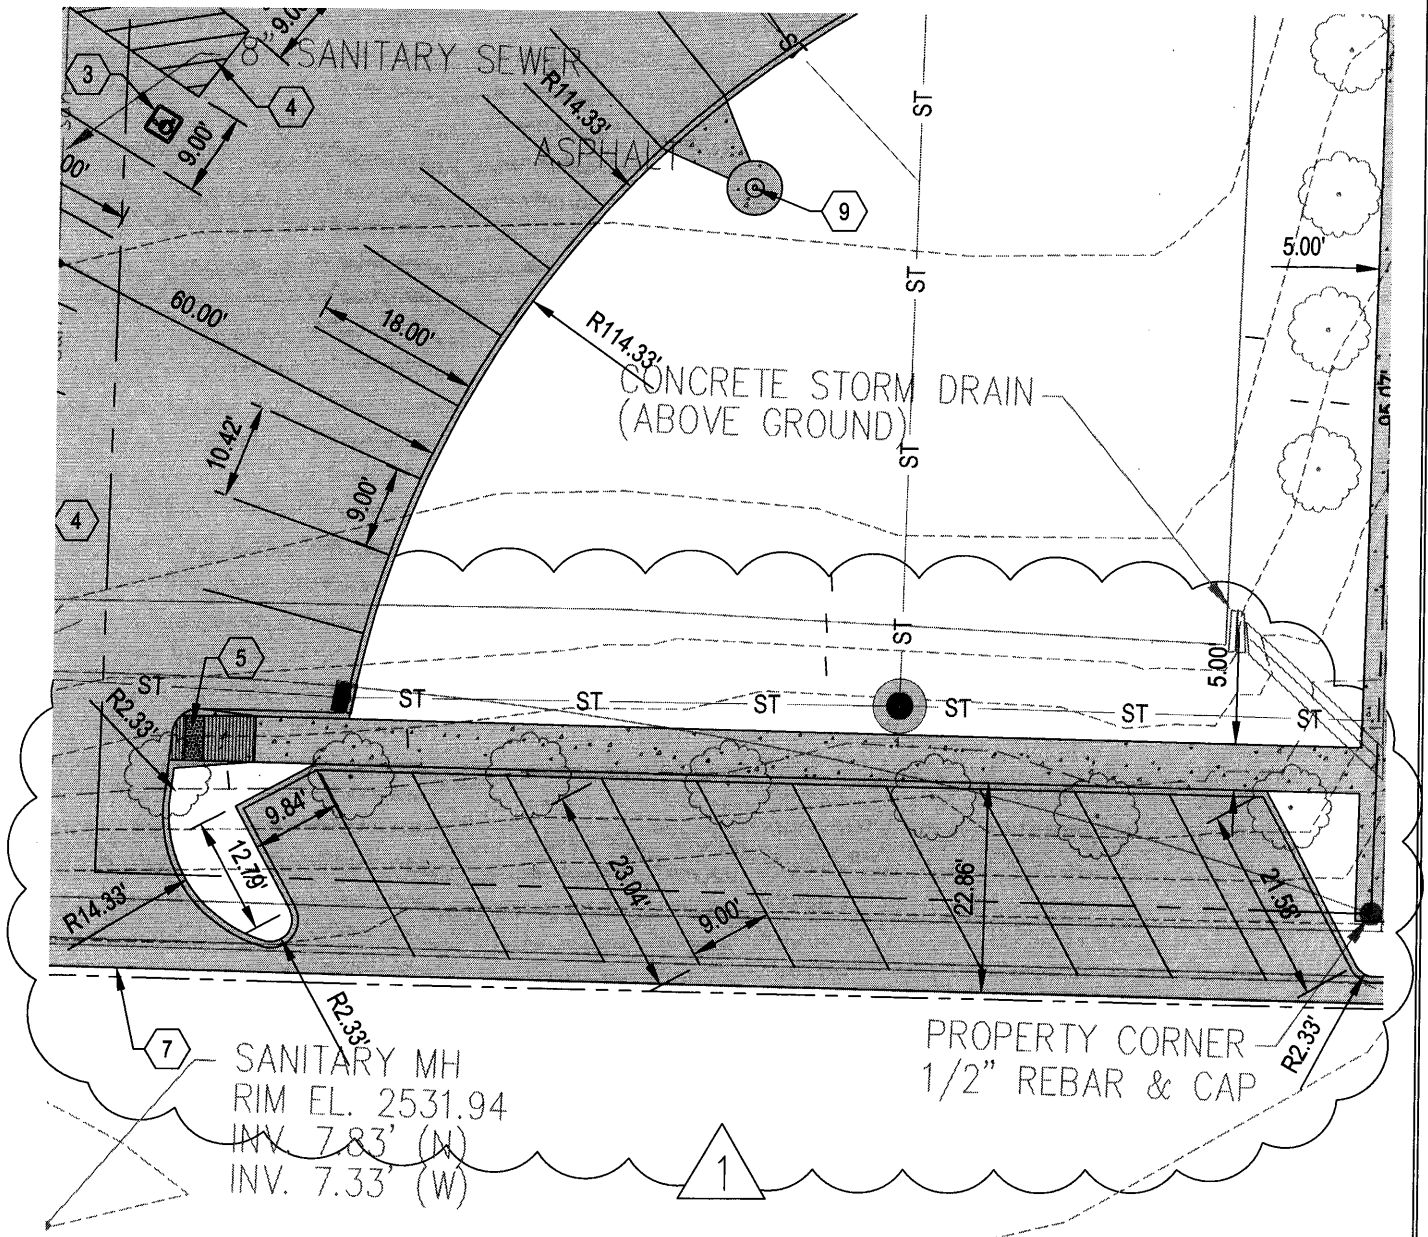 9.00'
8" SANITARY SEWER
3
4
R114.33'
ST
9.00'
ASPHALT
00'
9
5.00'
ST
60.00'
18.00'
R114.33'
CONCRETE STORM DRAIN
(ABOVE GROUND)
ST
10.42'
9.00'
4
ST
5
5.00'
ST
ST
ST
ST
ST
ST
ST
R2.33'
9.84'
12.79'
23.04'
9.00'
22.86'
21.58'
R14.33'
R2.33'
7
SANITARY MH
RIM EL. 2531.94
INV. 7.83' (N)
INV. 7.33' (W)
PROPERTY CORNER
1/2" REBAR & CAP
R2.33'
1